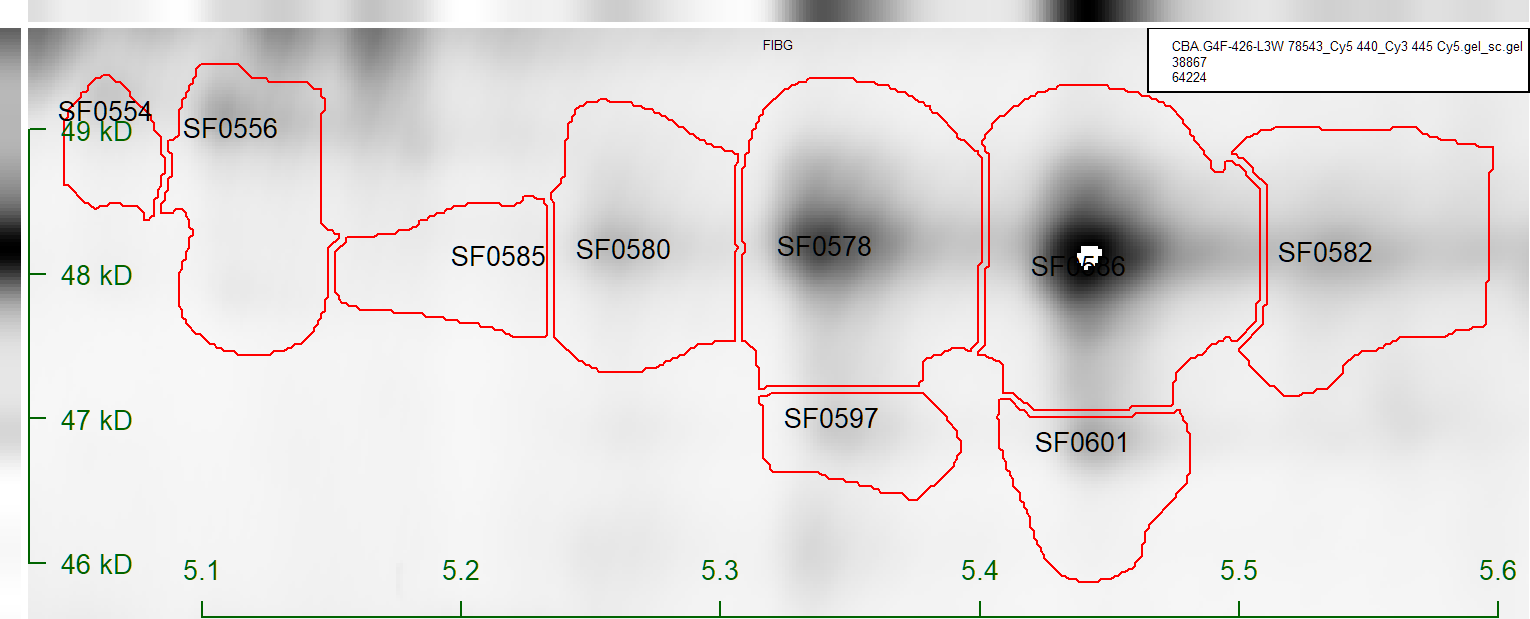 FIBG
CBA.G4F-426-L3W 78543_Cy5 440_Cy3 445 Cy5.gel_sc.gel
38867
64224
SF0554
49 kD
SF0556
SF0585
SF0580
SF0578
SF0586
SF0582
48 kD
47 kD
SF0597
SF0601
46 kD
5.1
5.2
5.3
5.4
5.5
5.6